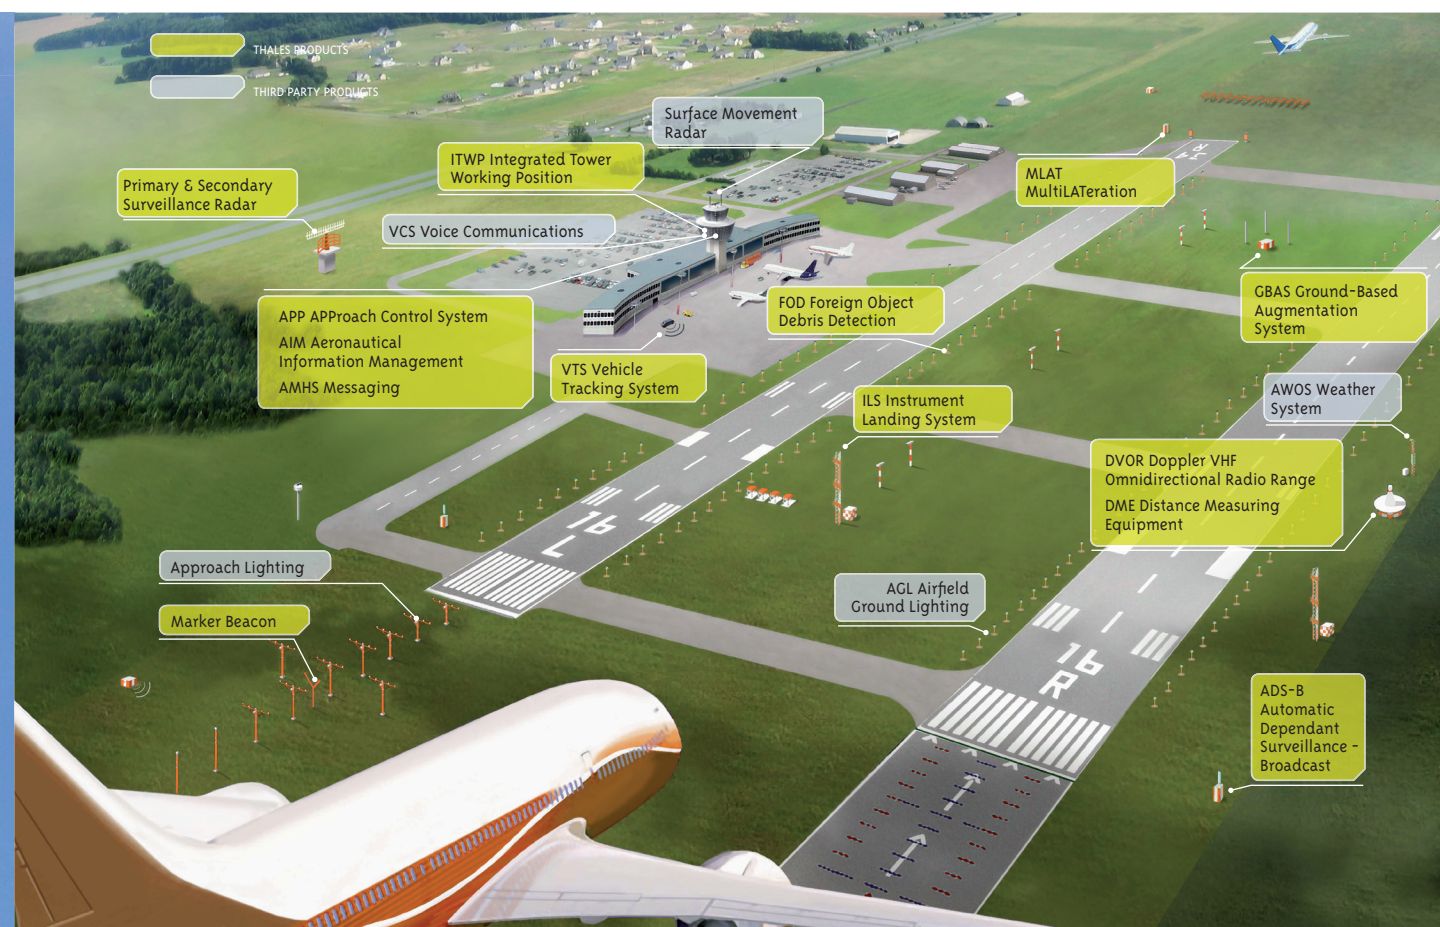 THALES PRODUCTS
THIRD PARTY PRODUCTS
Surface Movement
Radar
ITWP Integrated Tower
Working Position
Primary & Secondary
Surveillance Radar
MLAT
MultiLATeration
VCS Voice Communications
GBAS Ground-Based
Augmentation
System
FOD Foreign Object
Debris Detection
APP APProach Control System
AIM Aeronautical
Information Management
AMHS Messaging
VTS Vehicle
Tracking System
ILS Instrument
Landing System
AWOS Weather
System
DVOR Doppler VHF
Omnidirectional Radio Range
DME Distance Measuring
Equipment
16
L
Approach Lighting
AGL Airfield
Ground Lighting
Marker Beacon
16
R
ADS-B
Automatic
Dependant
Surveillance -
Broadcast